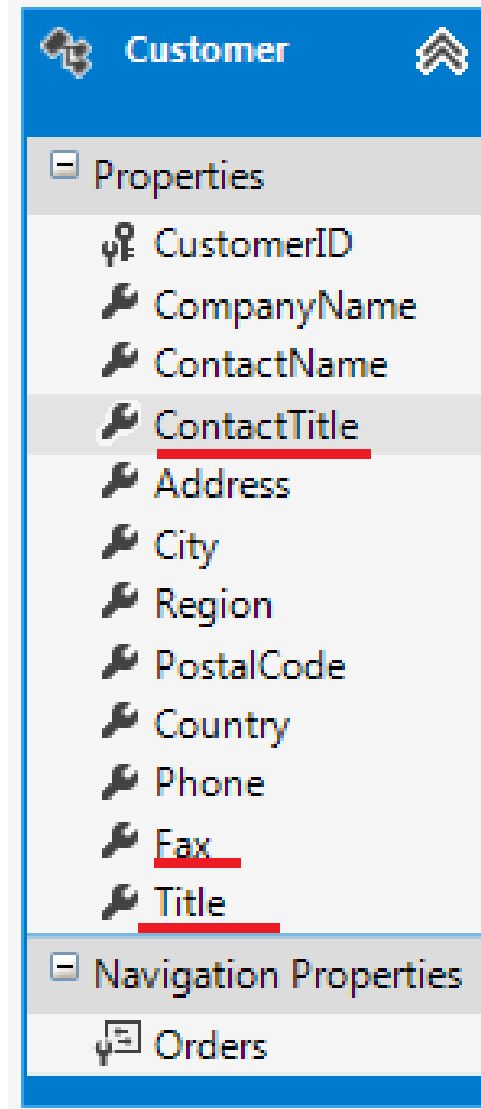 Customer
Properties
CustomerID
CompanyName
ContactName
ContactTitle
Address
City
Region
PostalCode
Country
Phone
Fax
Title
Navigation Properties
Orders